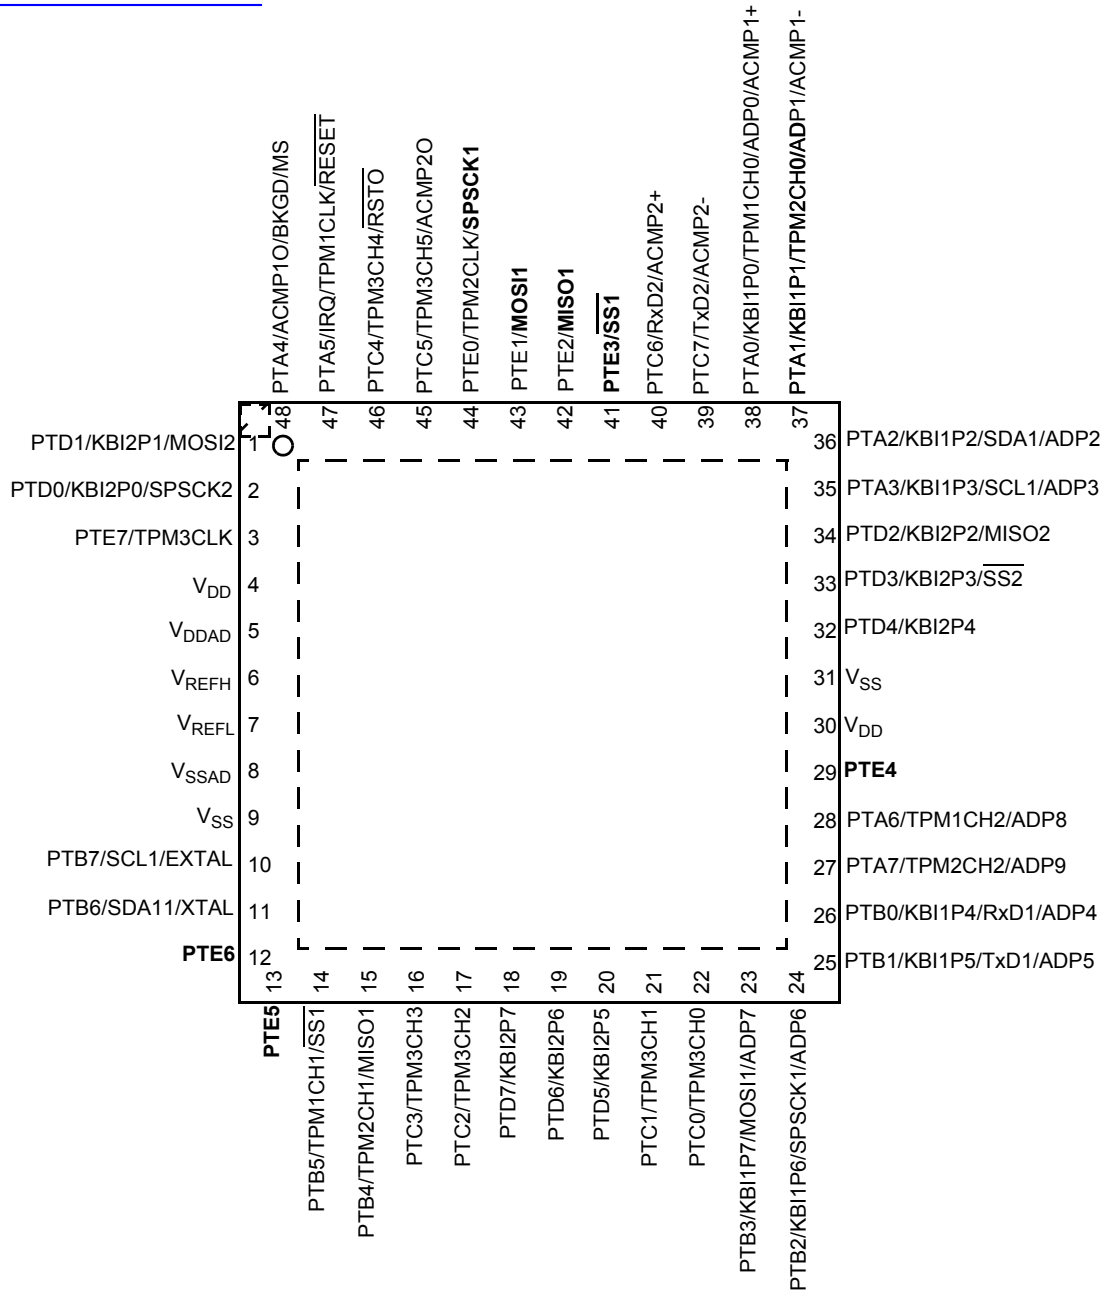 PTA4/ACMP1O/BKGD/MS
PTA5/IRQ/TPM1CLK/RESET
PTC4/TPM3CH4/RSTO
PTC5/TPM3CH5/ACMP2O
PTE0/TPM2CLK/SPSCK1
PTE1/MOSI1
PTE2/MISO1
PTE3/SS1
PTC6/RxD2/ACMP2+
PTC7/TxD2/ACMP2-
PTA0/KBI1P0/TPM1CH0/ADP0/ACMP1+
PTA1/KBI1P1/TPM2CH0/ADP1/ACMP1-
48
47
46
45
44
43
42
41
40
39
38
37
PTD1/KBI2P1/MOSI2 1
PTD0/KBI2P0/SPSCK2 2
PTE7/TPM3CLK 3
VDD 4
VDDAD 5
VREFH 6
VREFL 7
VSSAD 8
VSS 9
PTB7/SCL1/EXTAL 10
PTB6/SDA11/XTAL 11
PTE6 12
36 PTA2/KBI1P2/SDA1/ADP2
35 PTA3/KBI1P3/SCL1/ADP3
34 PTD2/KBI2P2/MISO2
33 PTD3/KBI2P3/SS2
32 PTD4/KBI2P4
31 VSS
30 VDD
29 PTE4
28 PTA6/TPM1CH2/ADP8
27 PTA7/TPM2CH2/ADP9
26 PTB0/KBI1P4/RxD1/ADP4
25 PTB1/KBI1P5/TxD1/ADP5
13
14
15
16
17
18
19
20
21
22
23
24
PTE5
PTB5/TPM1CH1/SS1
PTB4/TPM2CH1/MISO1
PTC3/TPM3CH3
PTC2/TPM3CH2
PTD7/KBI2P7
PTD6/KBI2P6
PTD5/KBI2P5
PTC1/TPM3CH1
PTC0/TPM3CH0
PTB3/KBI1P7/MOSI1/ADP7
PTB2/KBI1P6/SPSCK1/ADP6